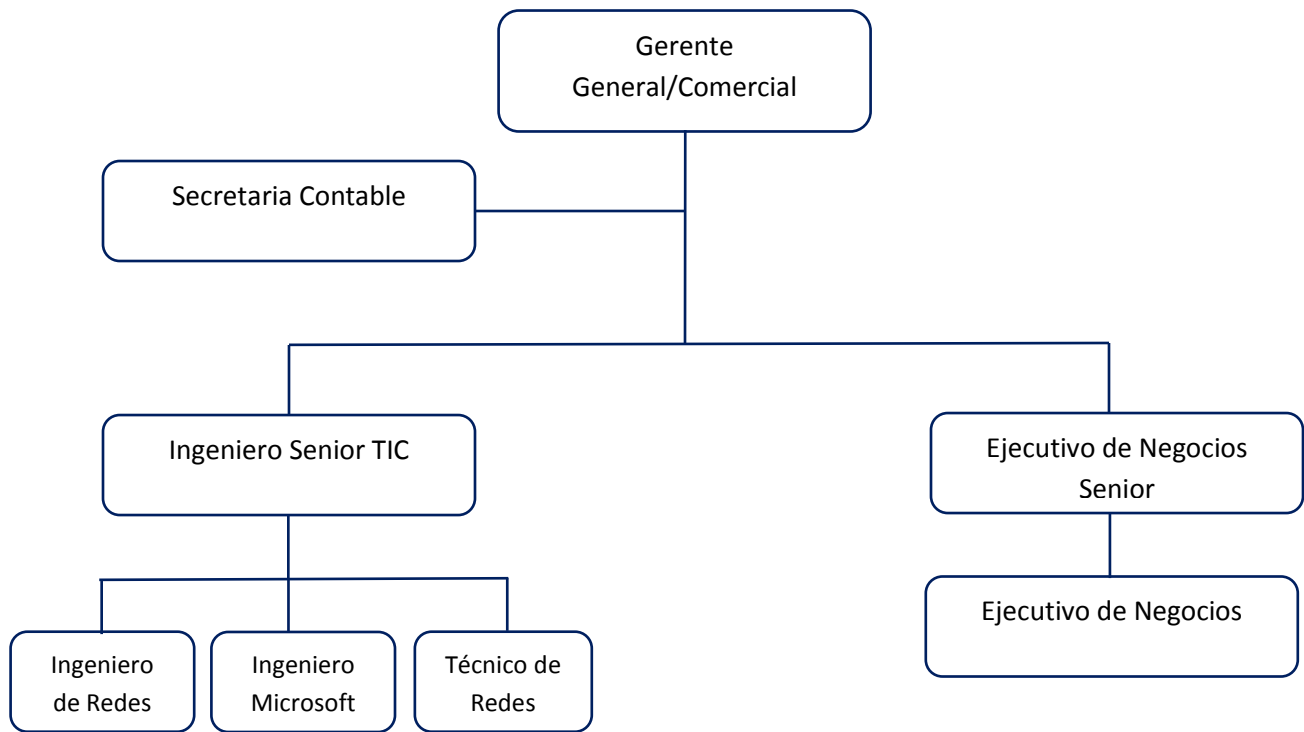 Gerente
General/Comercial
Secretaria Contable
Ingeniero Senior TIC
Ejecutivo de Negocios
Senior
Ejecutivo de Negocios
Ingeniero
de Redes
Ingeniero
Microsoft
Técnico de
Redes